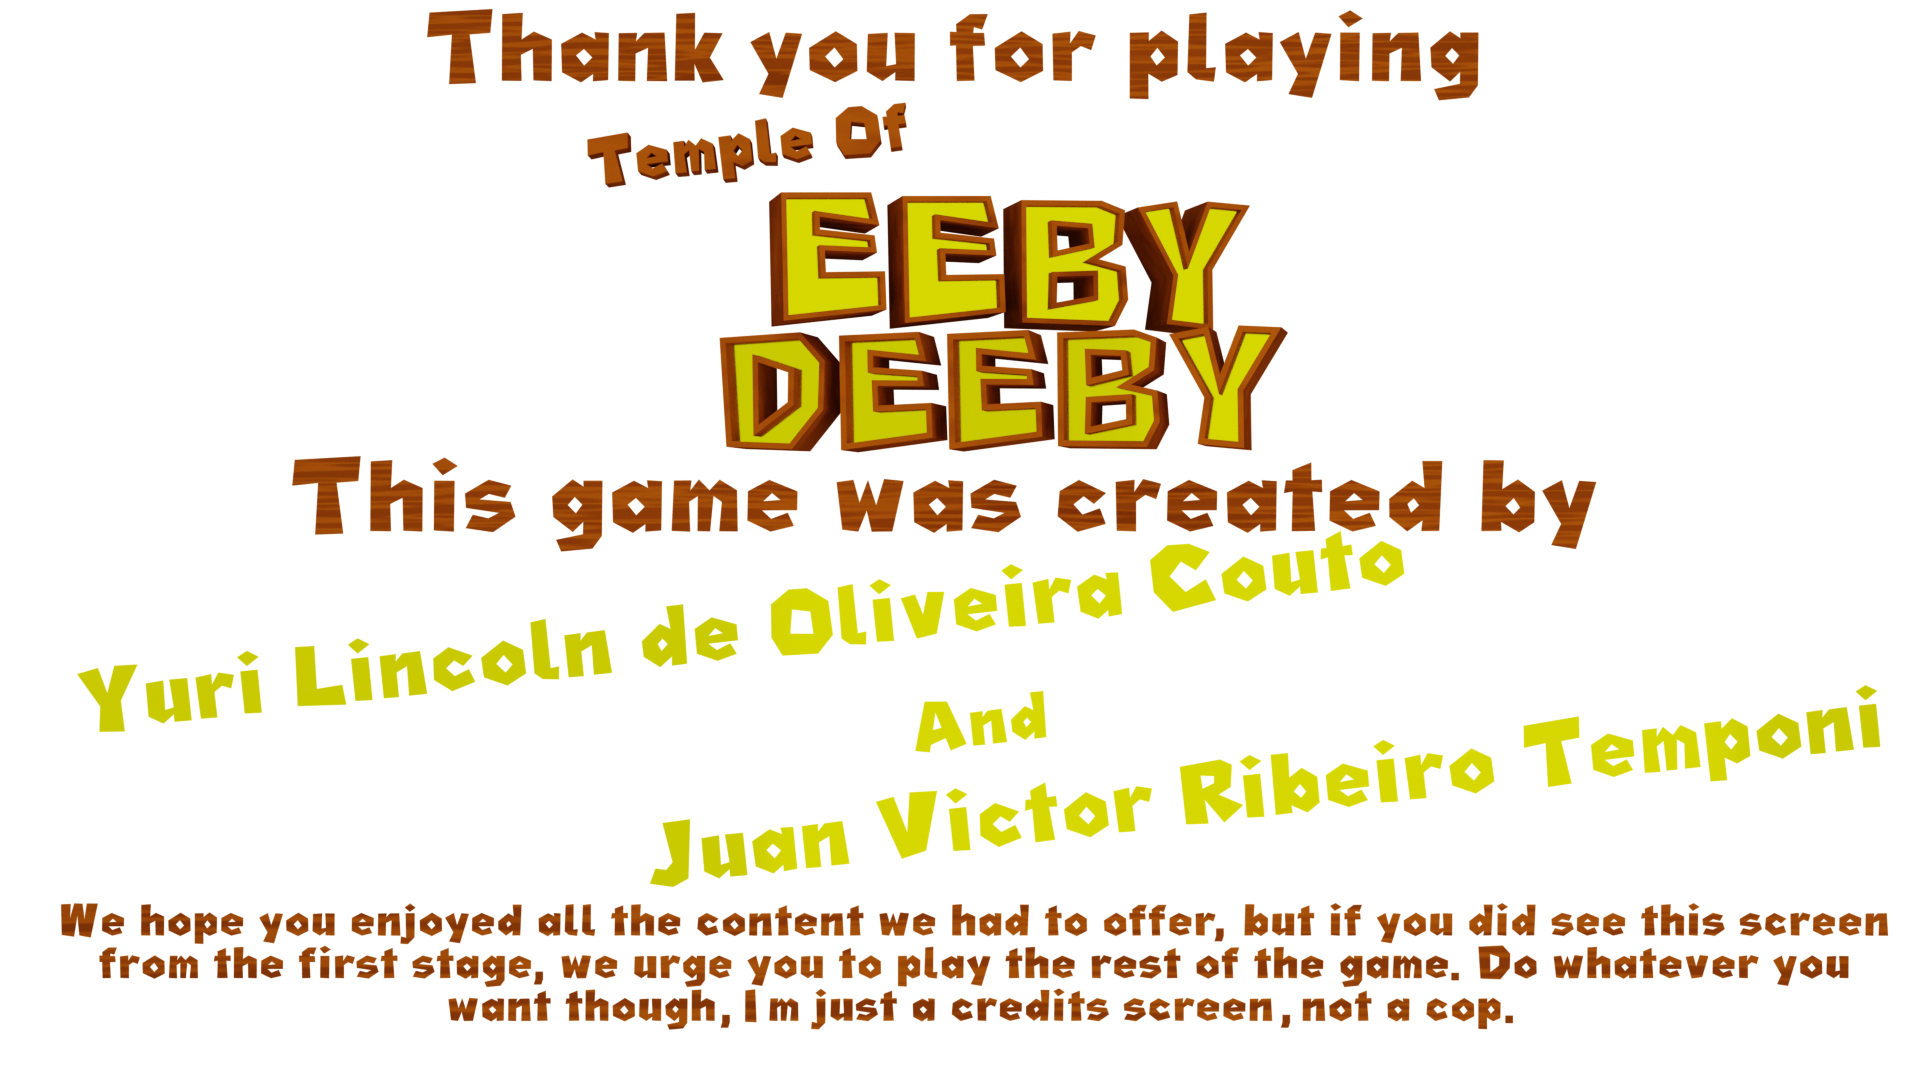 Thank you for playing
Temple Of
EEBY
DEEBY
This game was created by
Yuri Lincoln de Oliveira Couto
And
Juan Victor Ribeiro Temponi
We hope you enjoyed all the content we had to offer, but if you did see this screen
from the first stage, we urge you to play the rest of the game. Do whatever you
want though, I m just a credits screen, not a cop.